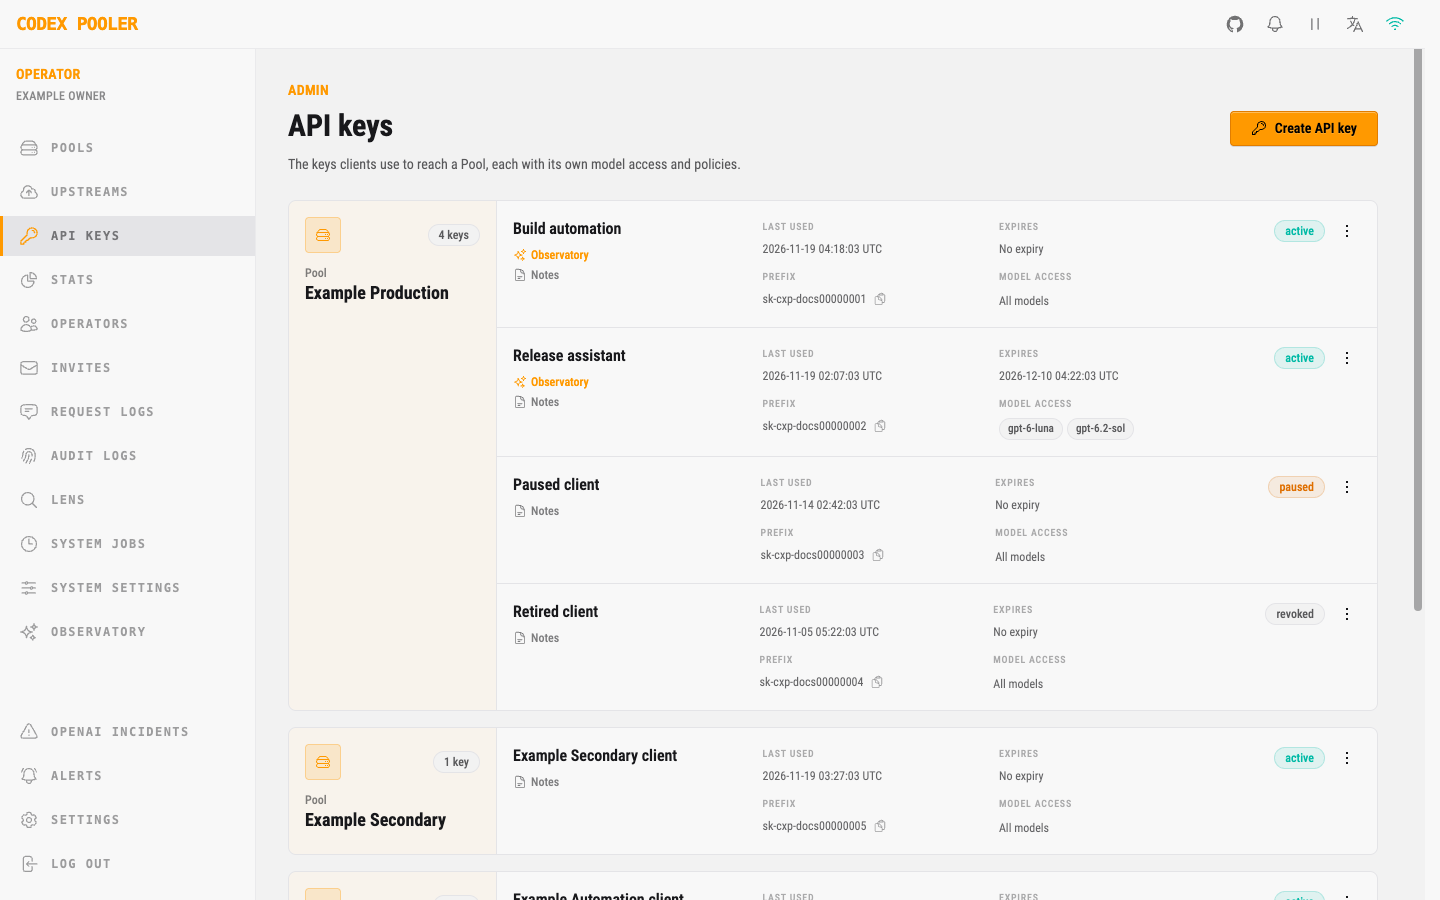 CODEX POOLER
OPERATOR
EXAMPLE OWNER
POOLS
UPSTREAMS
API KEYS
STATS
OPERATORS
INVITES
REQUEST LOGS
AUDIT LOGS
LENS
SYSTEM JOBS
SYSTEM SETTINGS
OBSERVATORY
OPENAI INCIDENTS
ALERTS
SETTINGS
LOG OUT
ADMIN
API keys
Create API key
The keys clients use to reach a Pool, each with its own model access and policies.
4 keys
Pool
Example Production
Build automation
Observatory
Notes
LAST USED
2026-11-19 04:18:03 UTC
PREFIX
sk-cxp-docs00000001
EXPIRES
No expiry
MODEL ACCESS
All models
active
Release assistant
Observatory
Notes
LAST USED
2026-11-19 02:07:03 UTC
PREFIX
sk-cxp-docs00000002
EXPIRES
2026-12-10 04:22:03 UTC
MODEL ACCESS
gpt-6-luna gpt-6.2-sol
active
Paused client
Notes
LAST USED
2026-11-14 02:42:03 UTC
PREFIX
sk-cxp-docs00000003
EXPIRES
No expiry
MODEL ACCESS
All models
paused
Retired client
Notes
LAST USED
2026-11-05 05:22:03 UTC
PREFIX
sk-cxp-docs00000004
EXPIRES
No expiry
MODEL ACCESS
All models
revoked
1 key
Pool
Example Secondary
Example Secondary client
Notes
LAST USED
2026-11-19 03:27:03 UTC
PREFIX
sk-cxp-docs00000005
EXPIRES
No expiry
MODEL ACCESS
All models
active
Example Automation client
LAST USED
EXPIRES
active